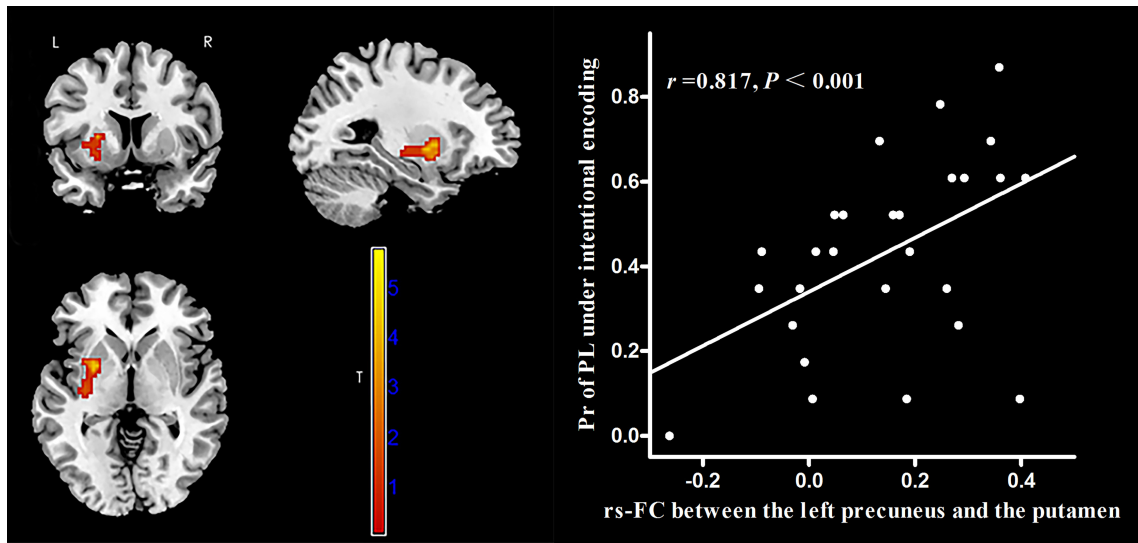 L
R
5
4
3
2
1
T
r =0.817, P < 0.001
Pr of PL under intentional encoding
0.8
0.6
0.4
0.2
0.0
-0.2 0.0 0.2 0.4
rs-FC between the left precuneus and the putamen